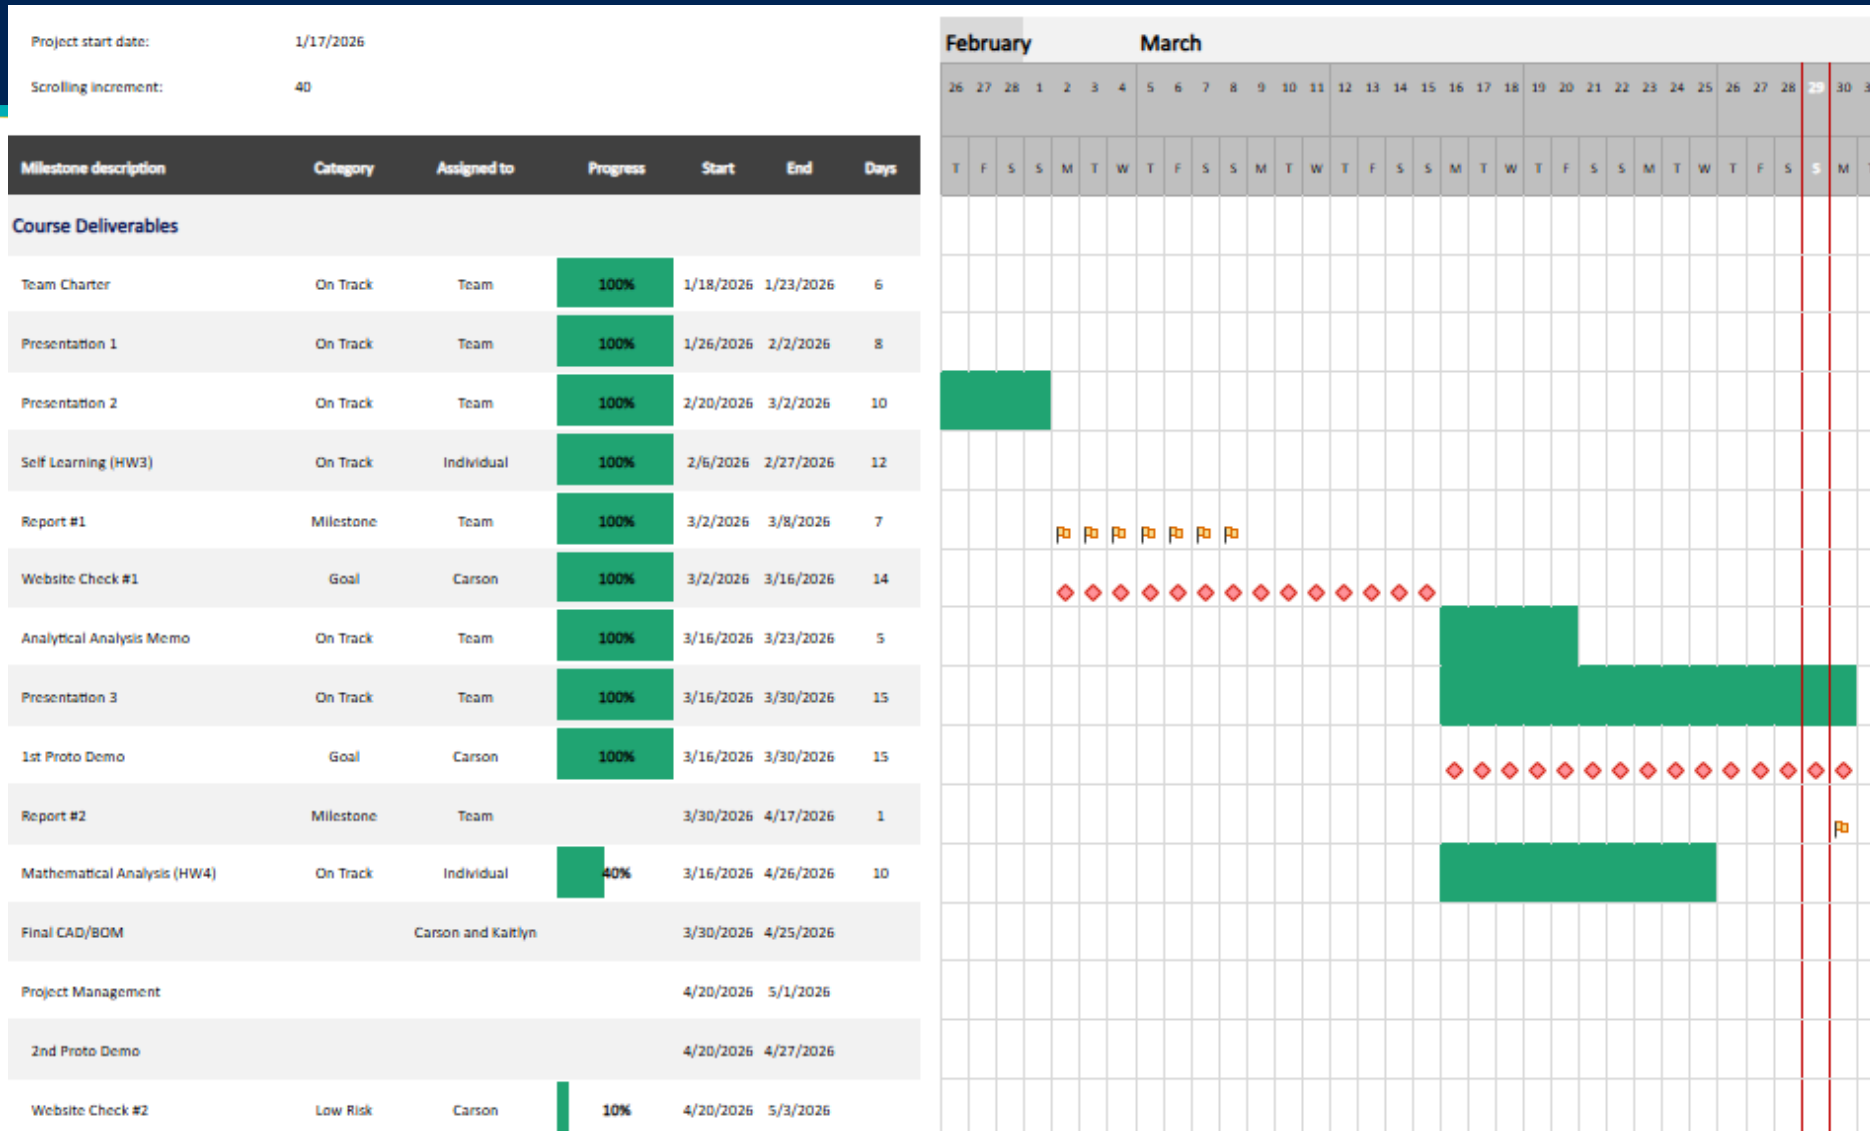 Project start date: 1/17/2026
Scrolling increment: 40
February March
26 27 28 1 2 3 4 5 6 7 8 9 10 11 12 13 14 15 16 17 18 19 20 21 22 23 24 25 26 27 28 29 30
Milestone description Category Assigned to Progress Start End Days T F S S M T W T F S S M T W T F S S M T W T F S S M T W T F S S M
Course Deliverables
Team Charter On Track Team 100% 1/18/2026 1/23/2026 6
Presentation 1 On Track Team 100% 1/26/2026 2/2/2026 8
Presentation 2 On Track Team 100% 2/20/2026 3/2/2026 10
Self Learning (HW3) On Track Individual 100% 2/6/2026 2/27/2026 12
Report #1 Milestone Team 100% 3/2/2026 3/8/2026 7
Website Check #1 Goal Carson 100% 3/2/2026 3/16/2026 14
Analytical Analysis Memo On Track Team 100% 3/16/2026 3/23/2026 5
Presentation 3 On Track Team 100% 3/16/2026 3/30/2026 15
1st Proto Demo Goal Carson 100% 3/16/2026 3/30/2026 15
Report #2 Milestone Team 3/30/2026 4/17/2026 1
Mathematical Analysis (HW4) On Track Individual 40% 3/16/2026 4/26/2026 10
Final CAD/BOM Carson and Kaitlyn 3/30/2026 4/25/2026
Project Management 4/20/2026 5/1/2026
2nd Proto Demo 4/20/2026 4/27/2026
Website Check #2 Low Risk Carson 10% 4/20/2026 5/3/2026